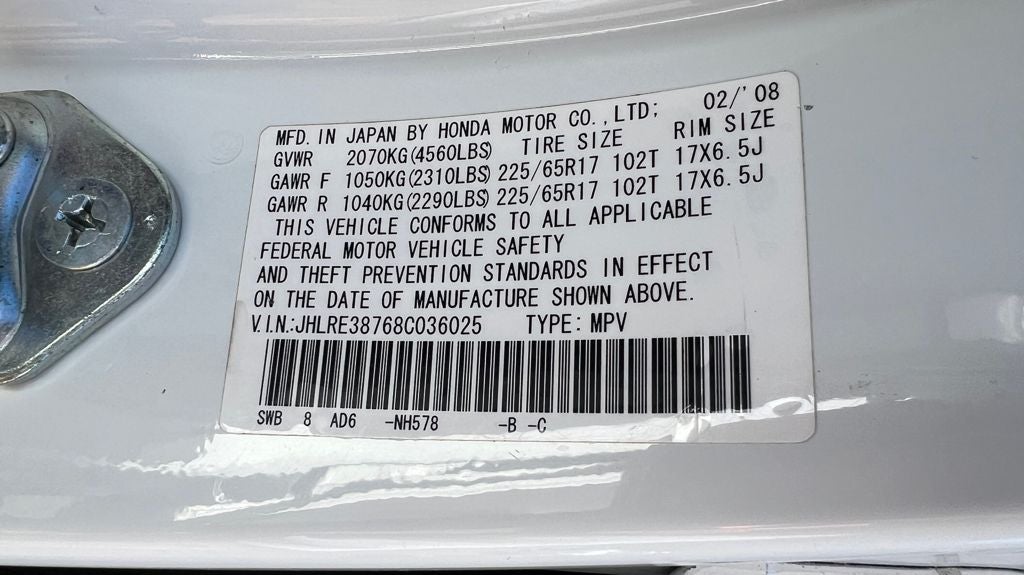 MFD. IN JAPAN BY HONDA MOTOR CO.,LTD; 02/'08
GVWR 2070KG(4560LBS) TIRE SIZE RIM SIZE
GAWR F 1050KG(2310LBS) 225/65R17 102T 17X6.5J
GAWR R 1040KG(2290LBS) 225/65R17 102T 17X6.5J
THIS VEHICLE CONFORMS TO ALL APPLICABLE
FEDERAL MOTOR VEHICLE SAFETY
AND THEFT PREVENTION STANDARDS IN EFFECT
ON THE DATE OF MANUFACTURE SHOWN ABOVE.
V.I.N.:JHLRE38768C036025 TYPE: MPV
SWB 8 AD6 -NH578 -B -C